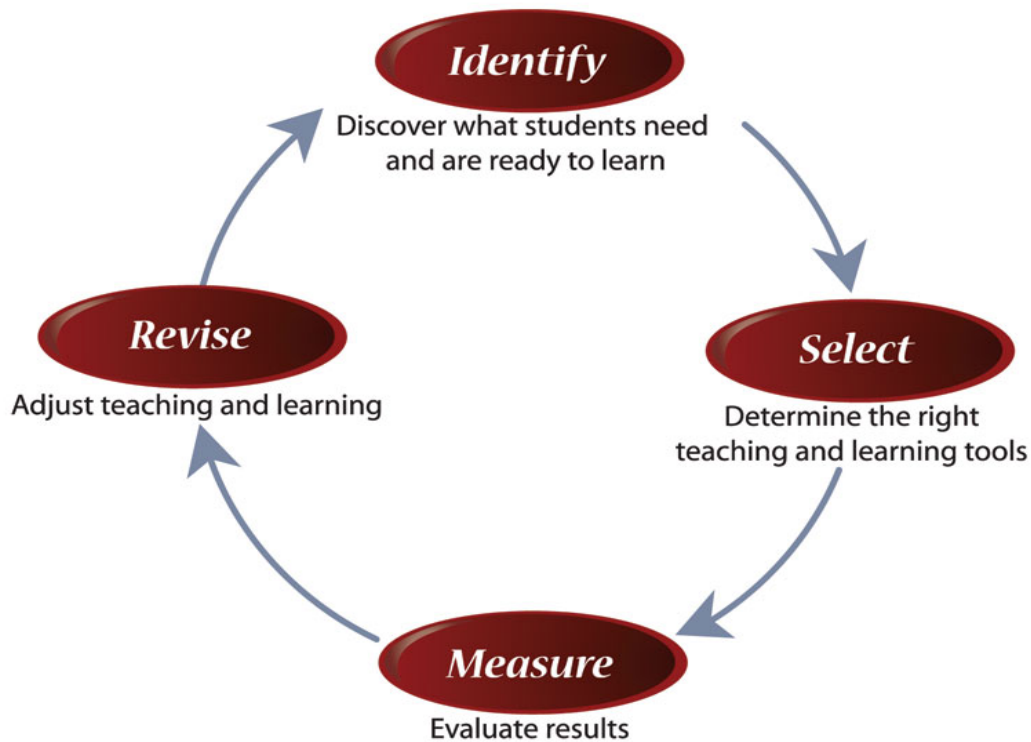 Identify
Discover what students need
and are ready to learn
Select
Determine the right
teaching and learning tools
Measure
Evaluate results
Revise
Adjust teaching and learning